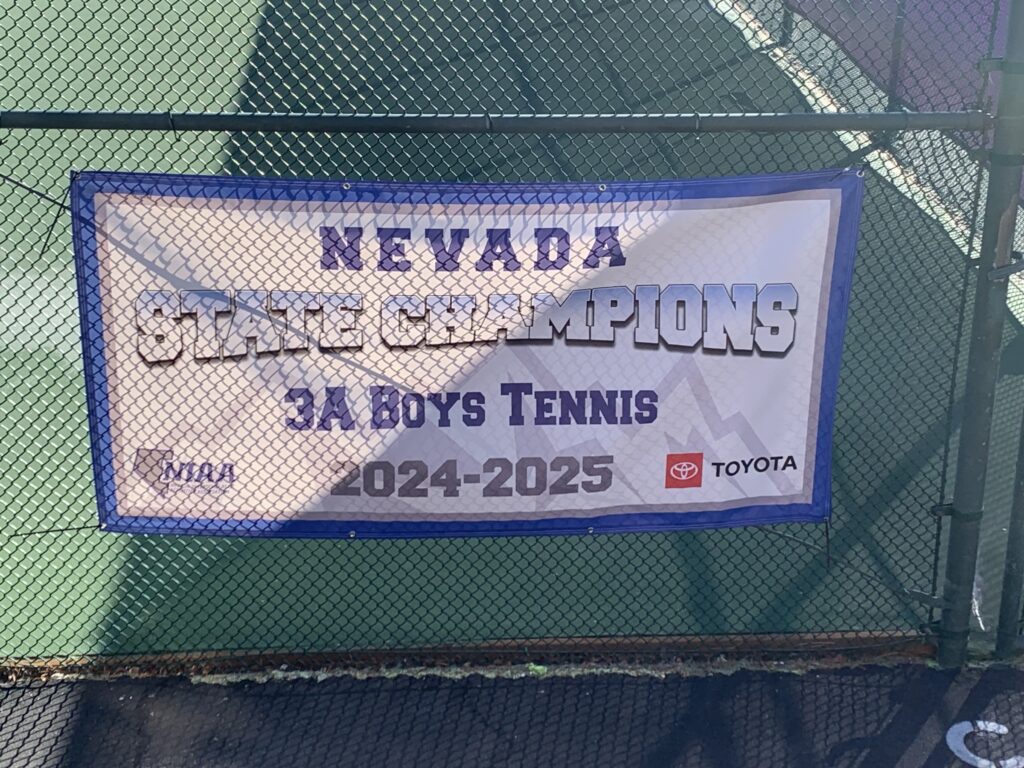 NEVADA
STATE CHAMPIONS
3A BOYS TENNIS
2024-2025
NIAA
TOYOTA
C